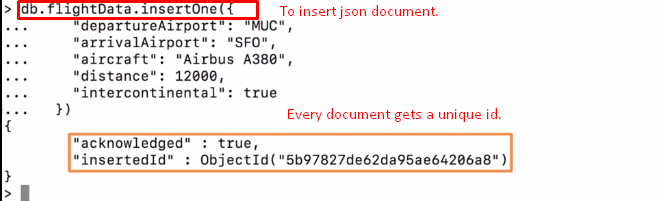 > db.flightData.insertOne({ To insert json document.
... "departureAirport": "MUC",
... "arrivalAirport": "SFO",
... "aircraft": "Airbus A380",
... "distance": 12000,
... "intercontinental": true
... })
Every document gets a unique id.
{
"acknowledged" : true,
"insertedId" : ObjectId("5b97827de62da95ae64206a8")
}
>